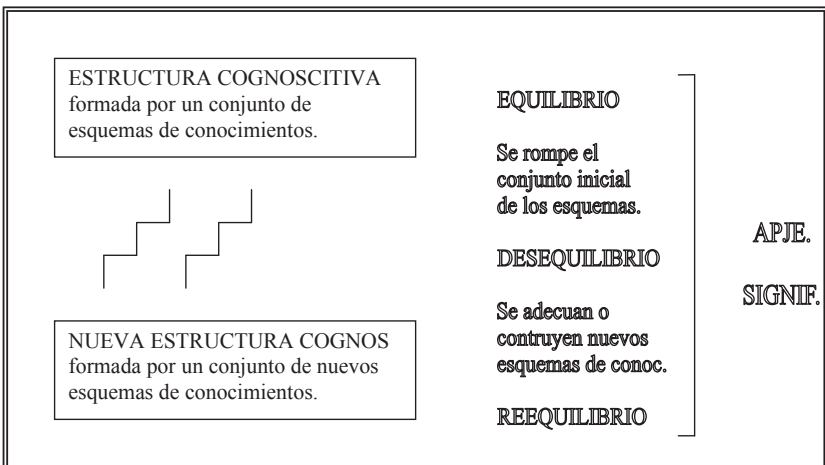 ESTRUCTURA COGNOSCITIVA
formada por un conjunto de
esquemas de conocimientos.
NUEVA ESTRUCTURA COGNOS
formada por un conjunto de nuevos
esquemas de conocimientos.
EQUILIBRIO
Se rompe el
conjunto inicial
de los esquemas.
DESEQUILIBRIO
Se adecuan o
contruyen nuevos
esquemas de conoc.
REEQUILIBRIO
APJE.
SIGNIF.